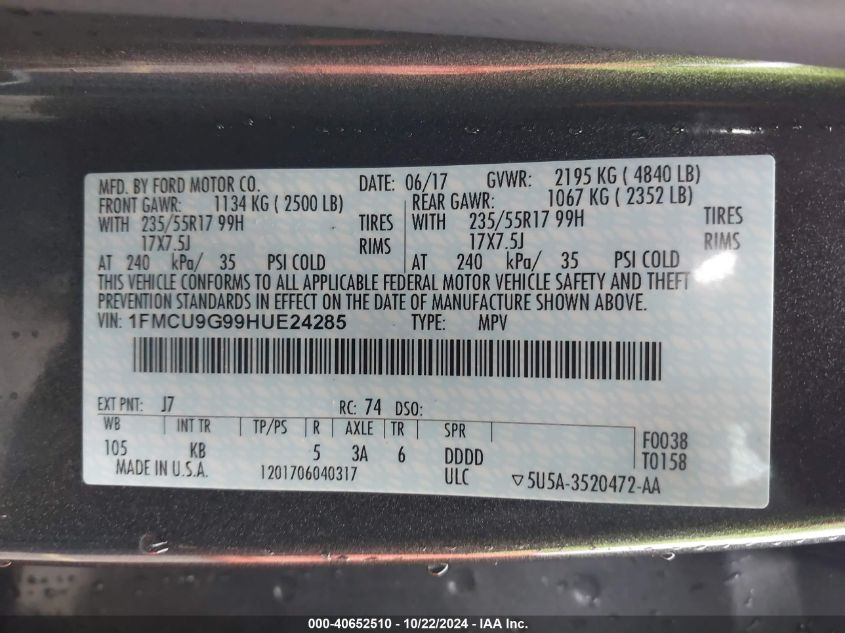 MFD. BY FORD MOTOR CO. DATE: 06/17 GVWR: 2195 KG ( 4840 LB)
FRONT GAWR: 1134 KG ( 2500 LB) REAR GAWR: 1067 KG ( 2352 LB)
WITH 235/55R17 99H TIRES WITH 235/55R17 99H TIRES
17X7.5J RIMS 17X7.5J RIMS
AT 240 kPa/ 35 PSI COLD AT 240 kPa/ 35 PSI COLD
THIS VEHICLE CONFORMS TO ALL APPLICABLE FEDERAL MOTOR VEHICLE SAFETY AND THEFT
PREVENTION STANDARDS IN EFFECT ON THE DATE OF MANUFACTURE SHOWN ABOVE.
VIN: 1FMCU9G99HUE24285 TYPE: MPV
EXT PNT: J7 RC: 74 DSO:
WB INT TR TP/PS R AXLE TR SPR F0038
105 KB 5 3A 6 DDDD T0158
MADE IN U.S.A. 1201706040317 ULC ▽5U5A-3520472-AA
000-40652510 - 10/22/2024 - IAA Inc.